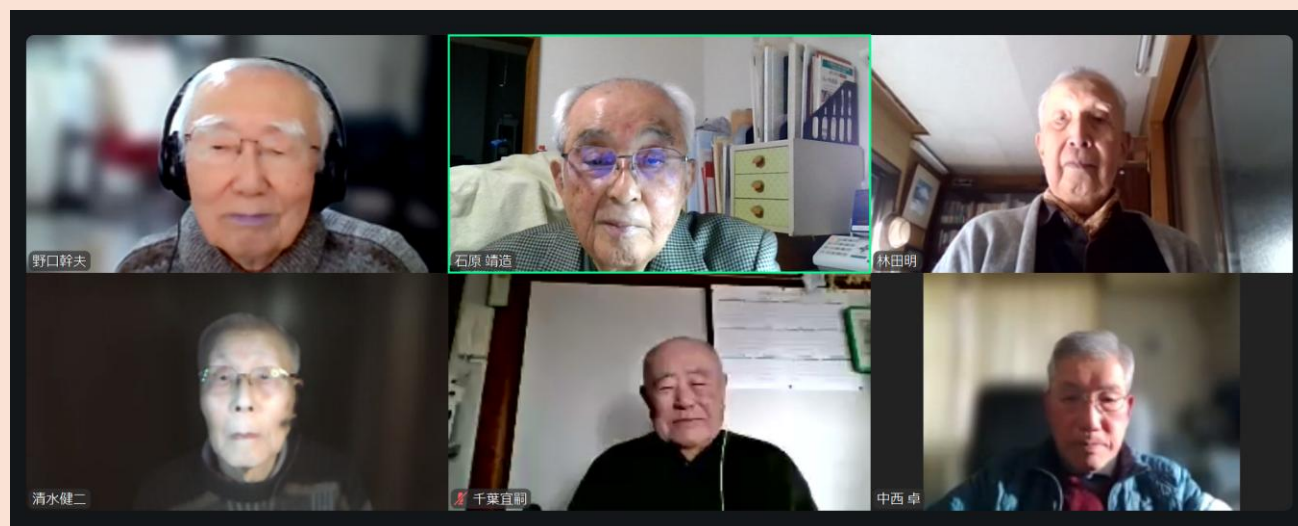 野口幹夫
石原 靖造
林田明
清水健二
千葉宜嗣
中西 卓